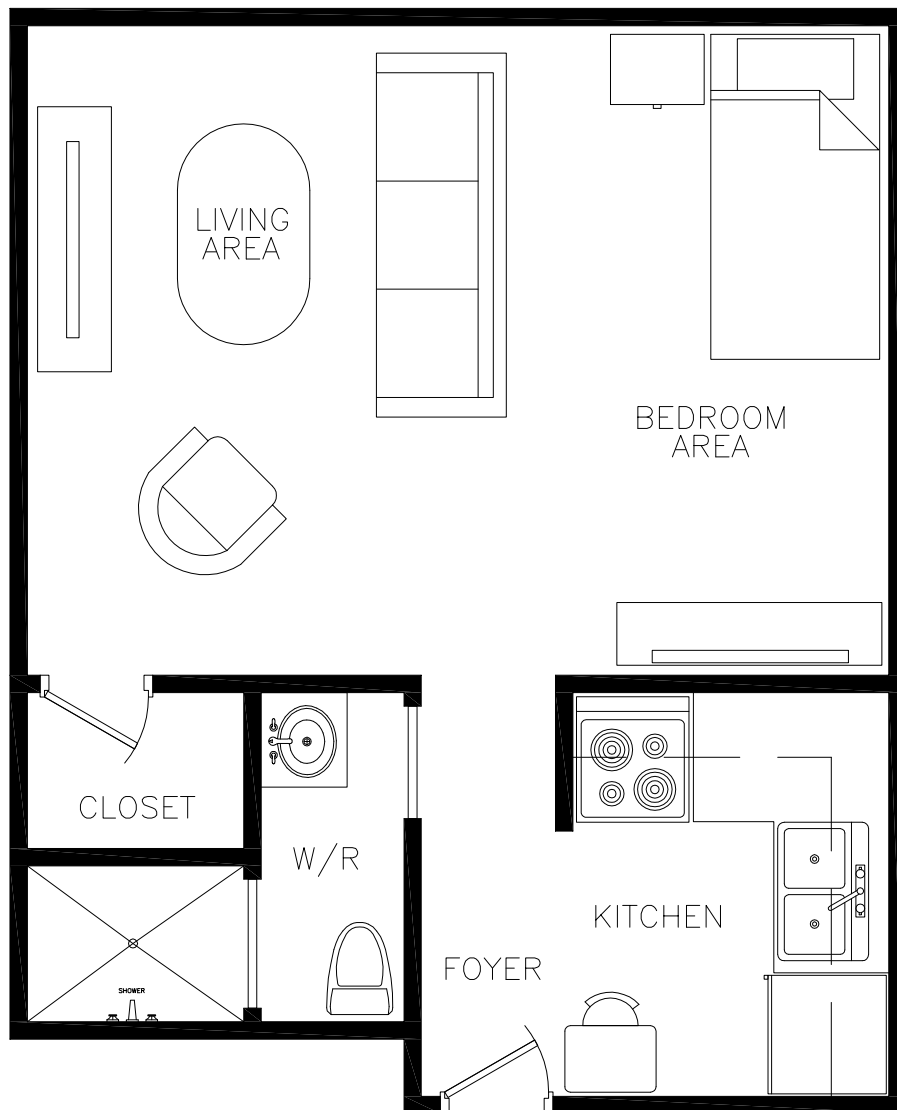 LIVING
AREA
BEDROOM
AREA
CLOSET
W/R
KITCHEN
FOYER
SHOWER